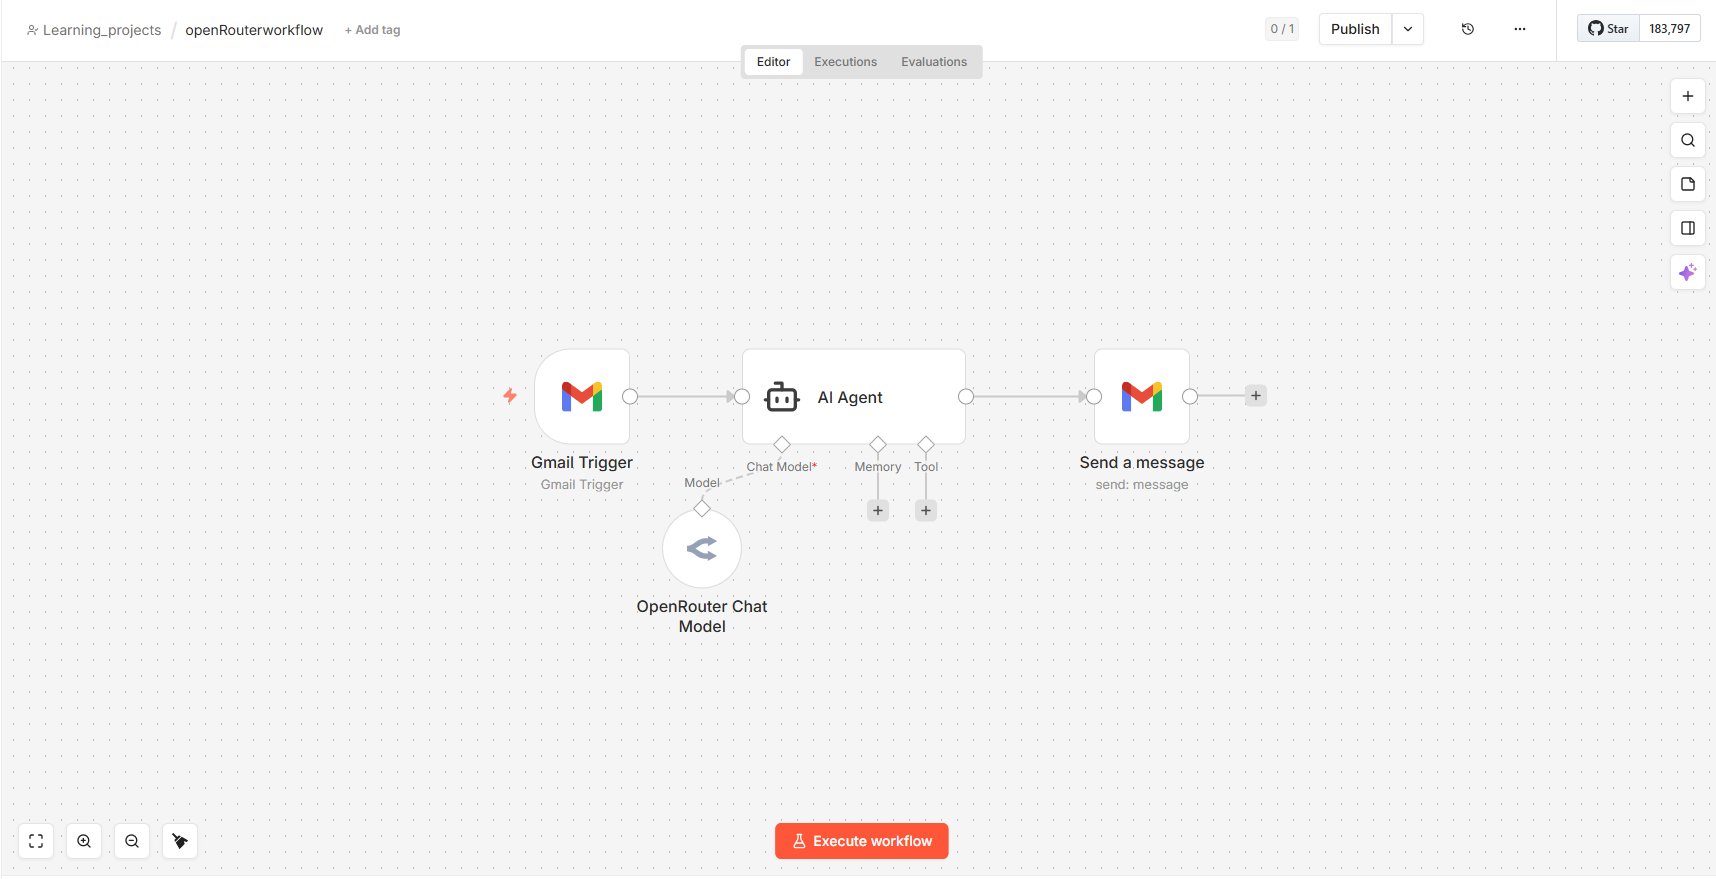 Learning_projects / openRouterworkflow + Add tag
0 / 1
Publish
Star 183,797
Editor Executions Evaluations
AI Agent
Gmail Trigger
Gmail Trigger
Chat Model*
Memory
Tool
Model
Send a message
send: message
OpenRouter Chat
Model
Execute workflow